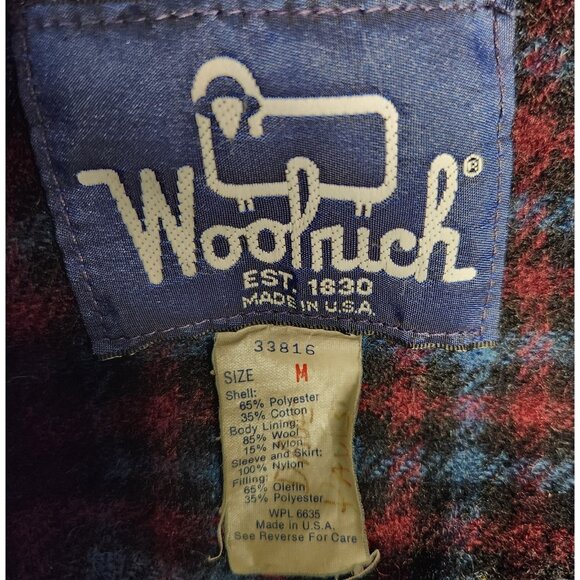 Woolrich®
EST. 1830
MADE IN U.S.A.
33816
SIZE M
Shell:
65% Polyester
35% Cotton
Body Lining:
85% Wool
15% Nylon
Sleeve and Skirt:
100% Nylon
Filling:
65% Olefin
35% Polyester
WPL 6635
Made in U.S.A.
See Reverse For Care